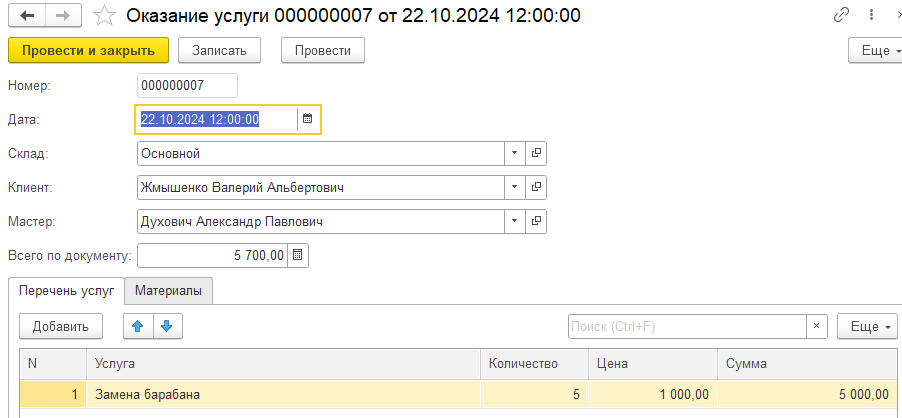 Оказание услуги 000000007 от 22.10.2024 12:00:00
Провести и закрыть Записать Провести Еще
Номер: 000000007
Дата: 22.10.2024 12:00:00
Склад: Основной
Клиент: Жмышенко Валерий Альбертович
Мастер: Духович Александр Павлович
Всего по документу: 5 700,00
Перечень услуг Материалы
Добавить Поиск (Ctrl+F) × Еще
N Услуга Количество Цена Сумма
1 Замена барабана 5 1 000,00 5 000,00